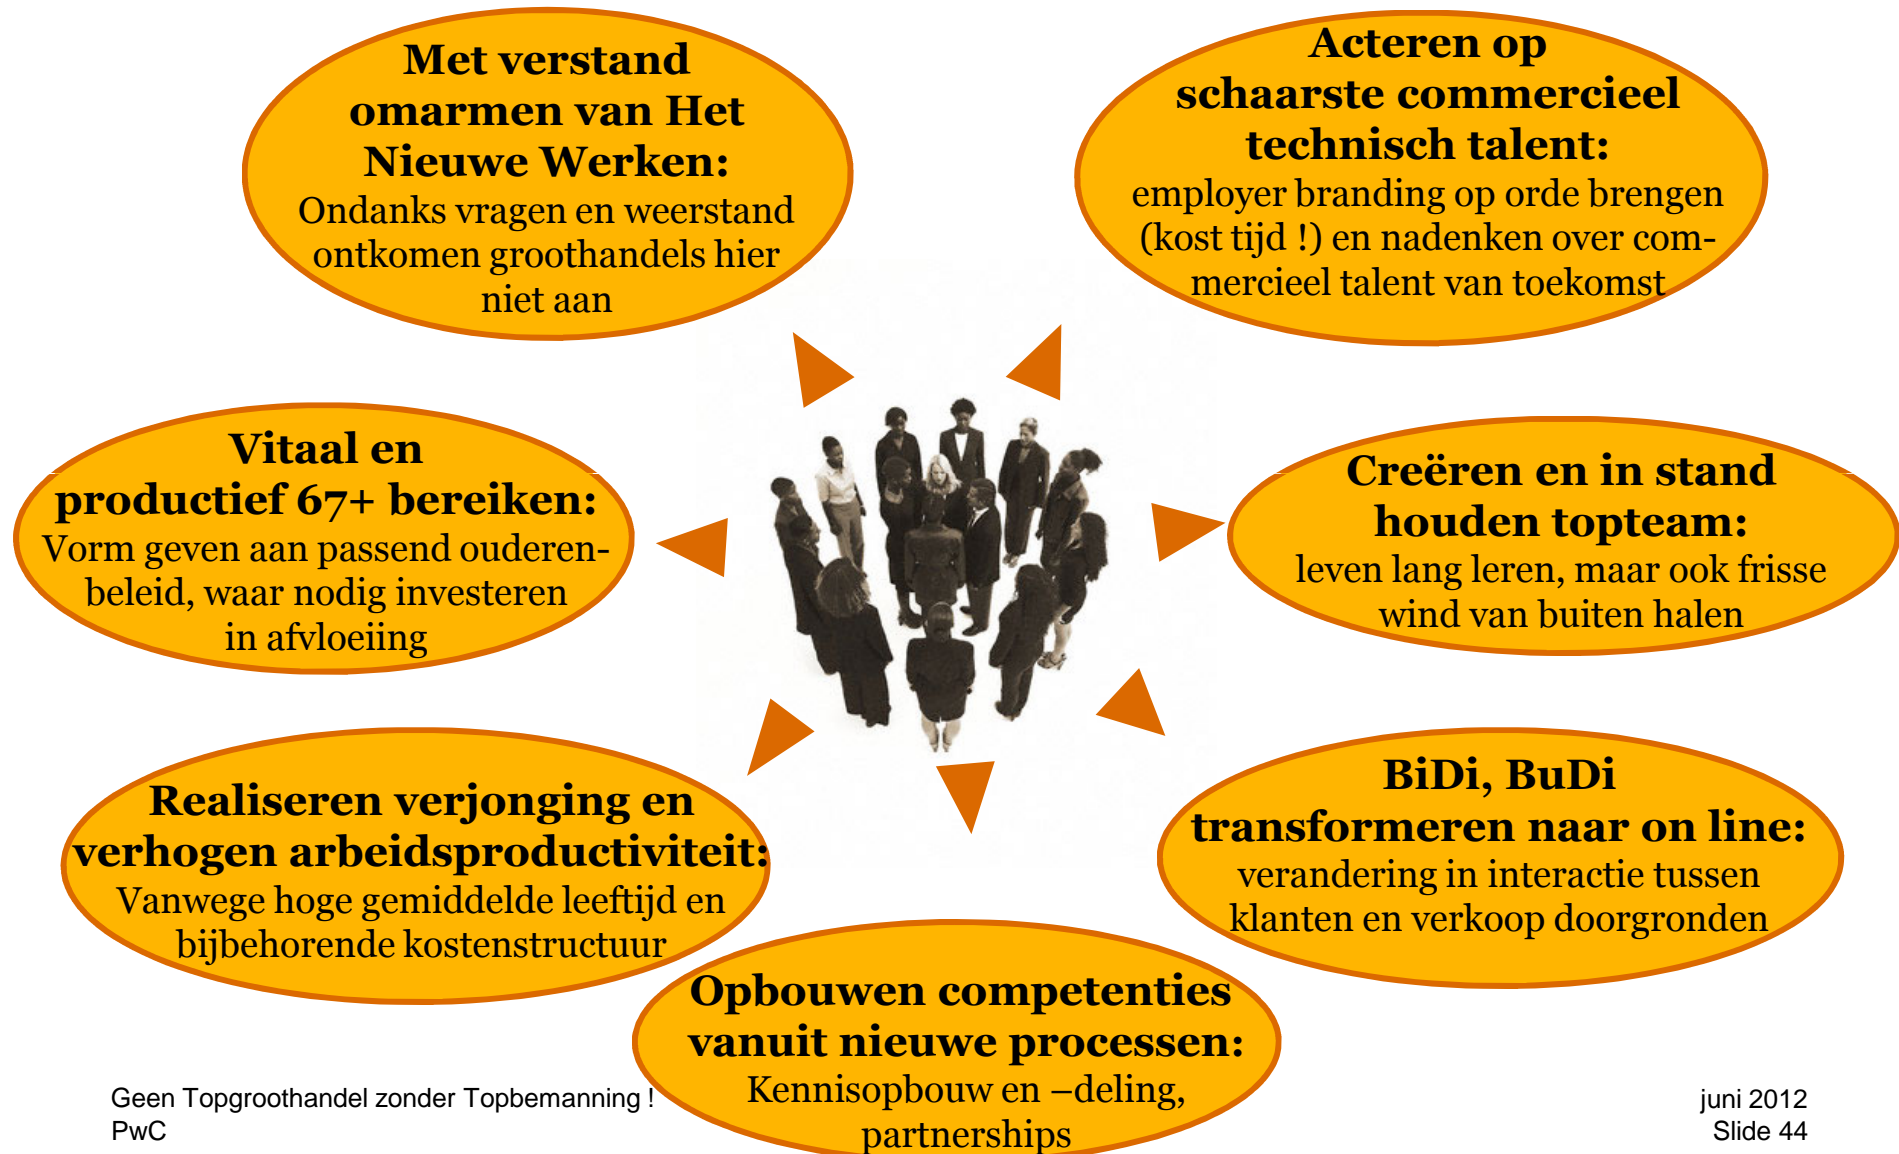 Met verstand
omarmen van Het
Nieuwe Werken:
Ondanks vragen en weerstand
ontkomen groothandels hier
niet aan
Acteren op
schaarste commercieel
technisch talent:
employer branding op orde brengen
(kost tijd !) en nadenken over com-
mercieel talent van toekomst
Vitaal en
productief 67+ bereiken:
Vorm geven aan passend ouderen-
beleid, waar nodig investeren
in afvloeiing
Creëren en in stand
houden topteam:
leven lang leren, maar ook frisse
wind van buiten halen
Realiseren verjonging en
verhogen arbeidsproductiviteit:
Vanwege hoge gemiddelde leeftijd en
bijbehorende kostenstructuur
BiDi, BuDi
transformeren naar on line:
verandering in interactie tussen
klanten en verkoop doorgronden
Opbouwen competenties
vanuit nieuwe processen:
Kennisopbouw en –deling,
partnerships
Geen Topgroothandel zonder Topbemanning !
PwC
juni 2012
Slide 44